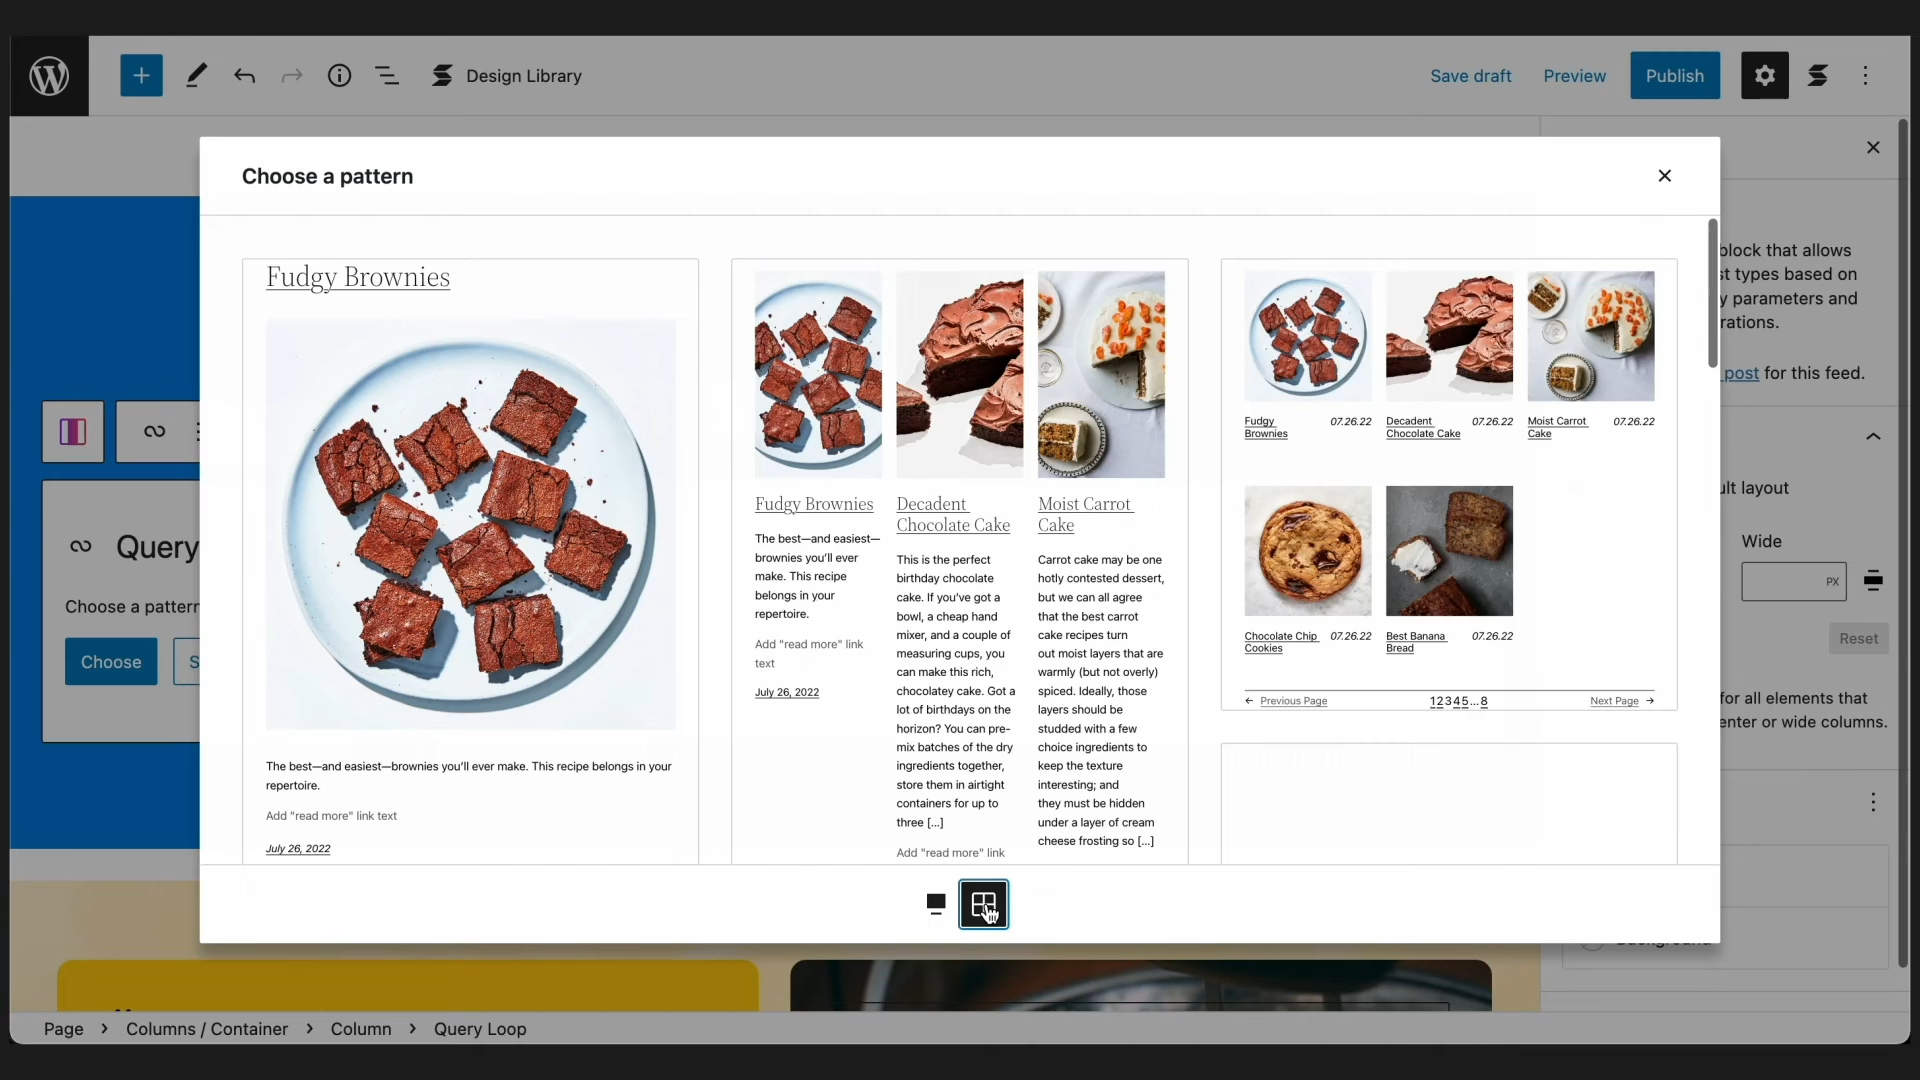 Design Library
Save draft
Preview
Publish
Choose a pattern
Fudgy Brownies
The best—and easiest—brownies you'll ever make. This recipe belongs in your
repertoire.
Add "read more" link text
July 26, 2022
Fudgy Brownies
The best—and easiest—
brownies you'll ever
make. This recipe
belongs in your
repertoire.
Add "read more" link
text
July 26, 2022
Decadent
Chocolate Cake
This is the perfect
birthday chocolate
cake. If you've got a
bowl, a cheap hand
mixer, and a couple of
measuring cups, you
can make this rich,
chocolatey cake. Got a
lot of birthdays on the
horizon? You can pre-
mix batches of the dry
ingredients together,
store them in airtight
containers for up to
three [...]
Add "read more" link
Moist Carrot
Cake
Carrot cake may be one
hotly contested dessert,
but we can all agree
that the best carrot
cake recipes turn
out moist layers that are
warmly (but not overly)
spiced. Ideally, those
layers should be
studded with a few
choice ingredients to
keep the texture
interesting; and
they must be hidden
under a layer of cream
cheese frosting so [...]
Fudgy
Brownies
07.26.22
Decadent
Chocolate Cake
07.26.22
Moist Carrot
Cake
07.26.22
Chocolate Chip
Cookies
07.26.22
Best Banana
Bread
07.26.22
← Previous Page
12345...8
Next Page →
block that allows
st types based on
y parameters and
rations.
post for this feed.
ult layout
Wide
PX
Reset
for all elements that
enter or wide columns.
Background
Query
Choose a pattern
Choose
S
Page > Columns / Container > Column > Query Loop